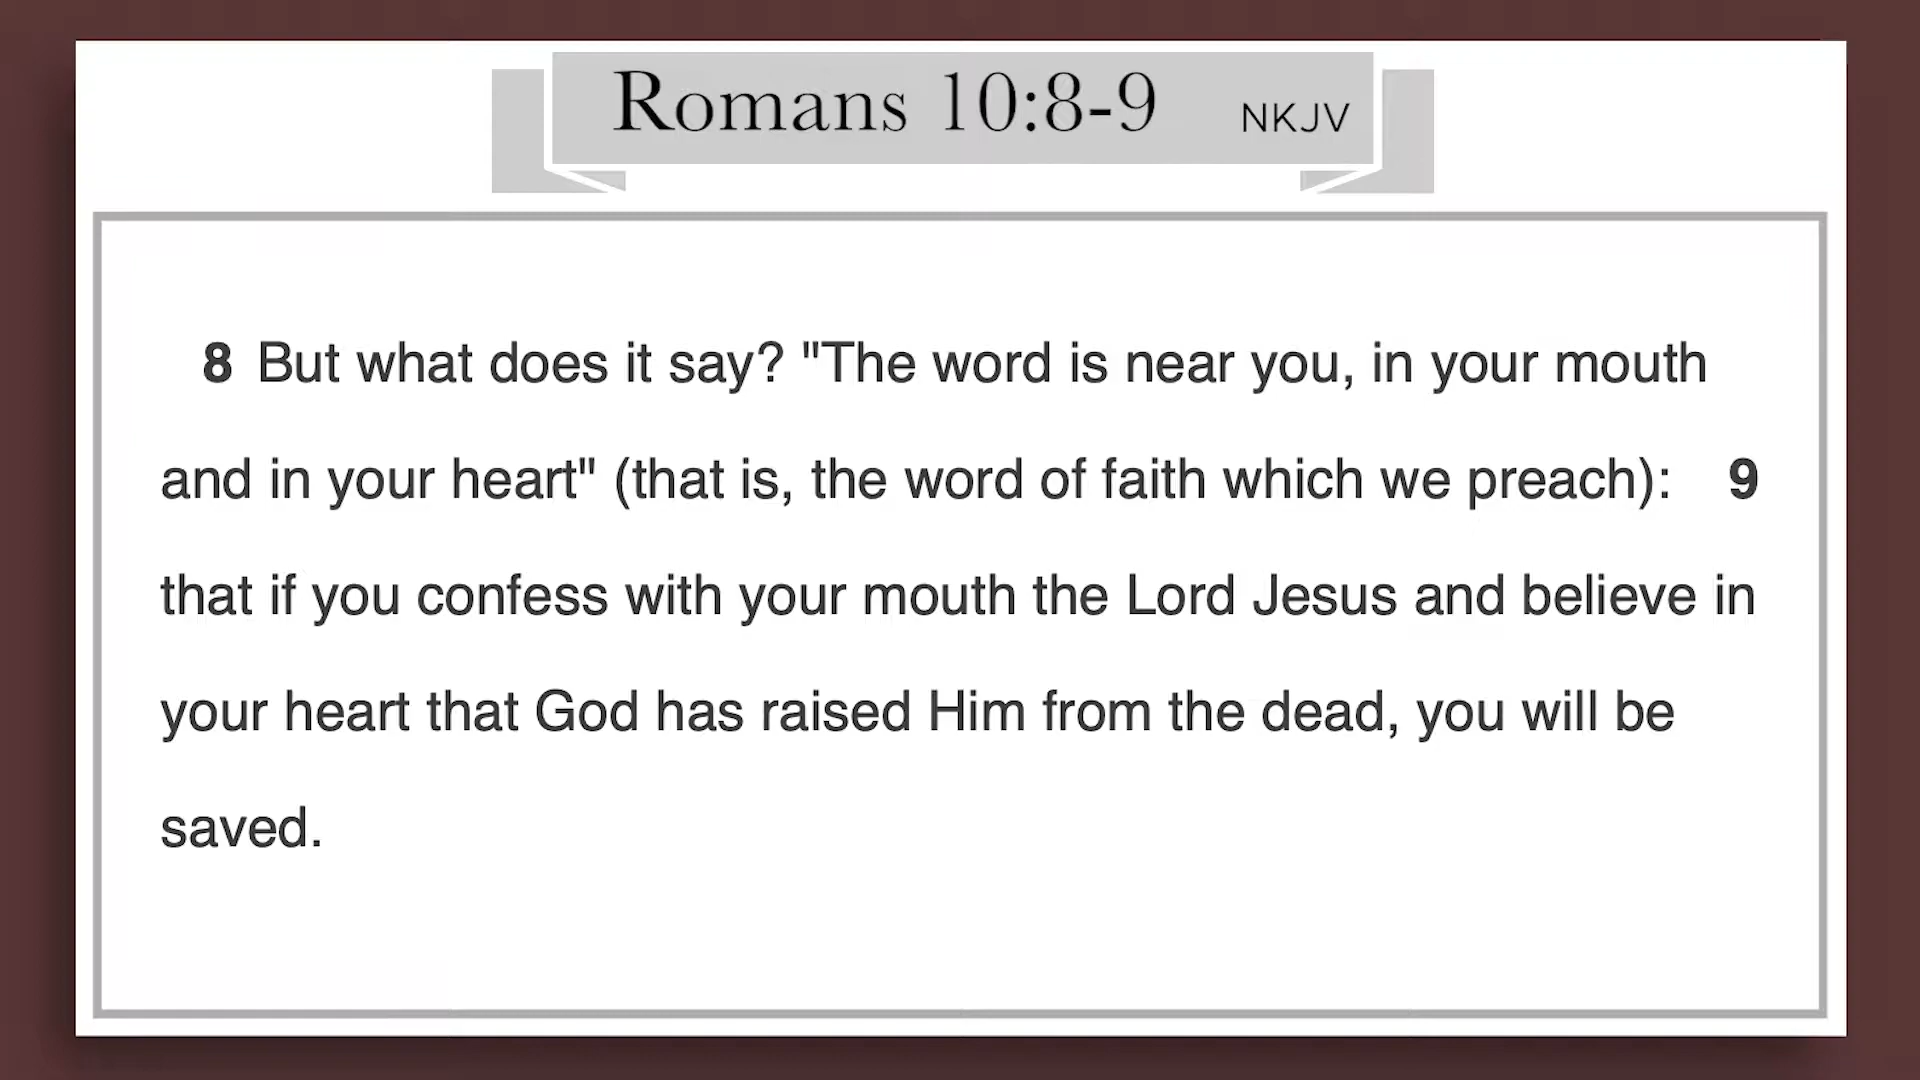 Romans 10:8-9 NKJV
8 But what does it say? "The word is near you, in your mouth
and in your heart" (that is, the word of faith which we preach): 9
that if you confess with your mouth the Lord Jesus and believe in
your heart that God has raised Him from the dead, you will be
saved.